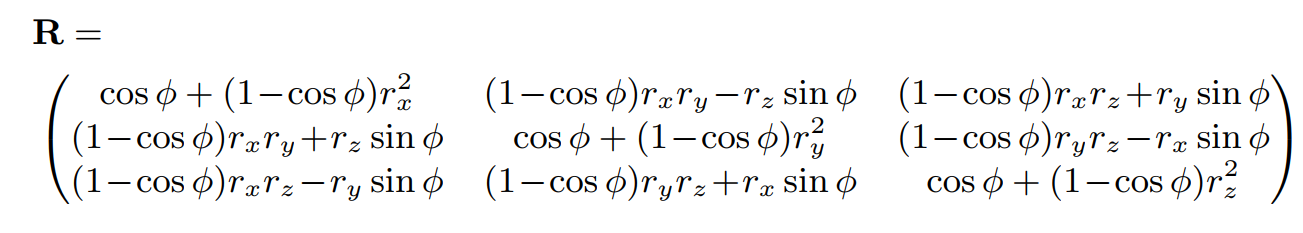 R =
cos ϕ + (1−cos ϕ)r_x^2 (1−cos ϕ)r_x r_y−r_z sin ϕ (1−cos ϕ)r_x r_z+r_y sin ϕ
(1−cos ϕ)r_x r_y+r_z sin ϕ cos ϕ + (1−cos ϕ)r_y^2 (1−cos ϕ)r_y r_z−r_x sin ϕ
(1−cos ϕ)r_x r_z−r_y sin ϕ (1−cos ϕ)r_y r_z+r_x sin ϕ cos ϕ + (1−cos ϕ)r_z^2